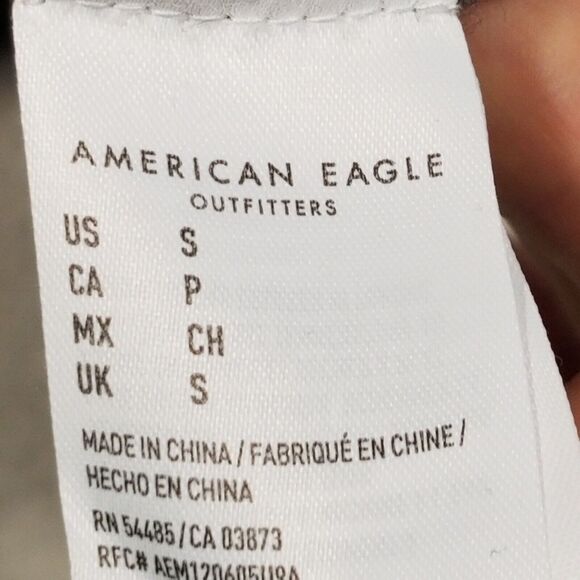 AMERICAN EAGLE
OUTFITTERS
US S
CA P
MX CH
UK S
MADE IN CHINA / FABRIQUÉ EN CHINE /
HECHO EN CHINA
RN 54485 / CA 03873
RFC#